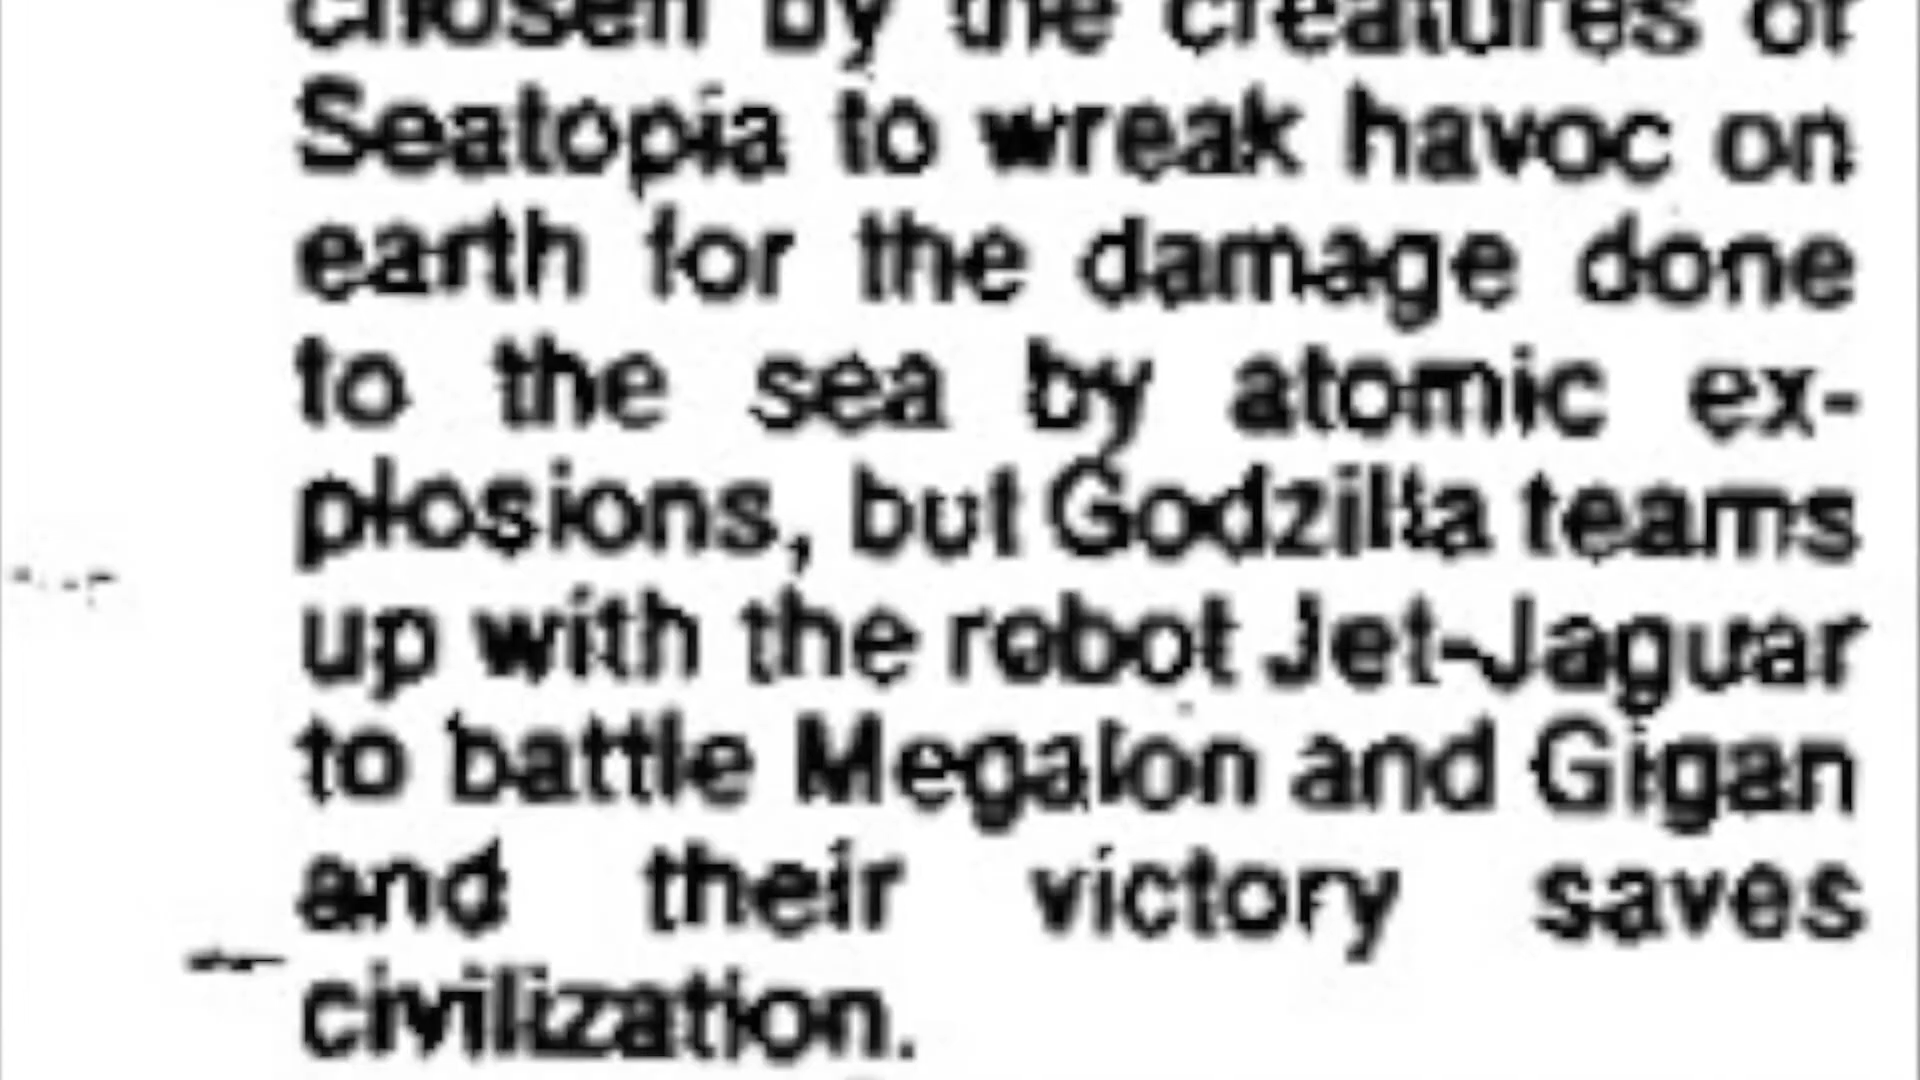 chosen by the creatures of
Seatopia to wreak havoc on
earth for the damage done
to the sea by atomic ex-
plosions, but Godzilla teams
up with the robot Jet-Jaguar
to battle Megalon and Gigan
and their victory saves
civilization.